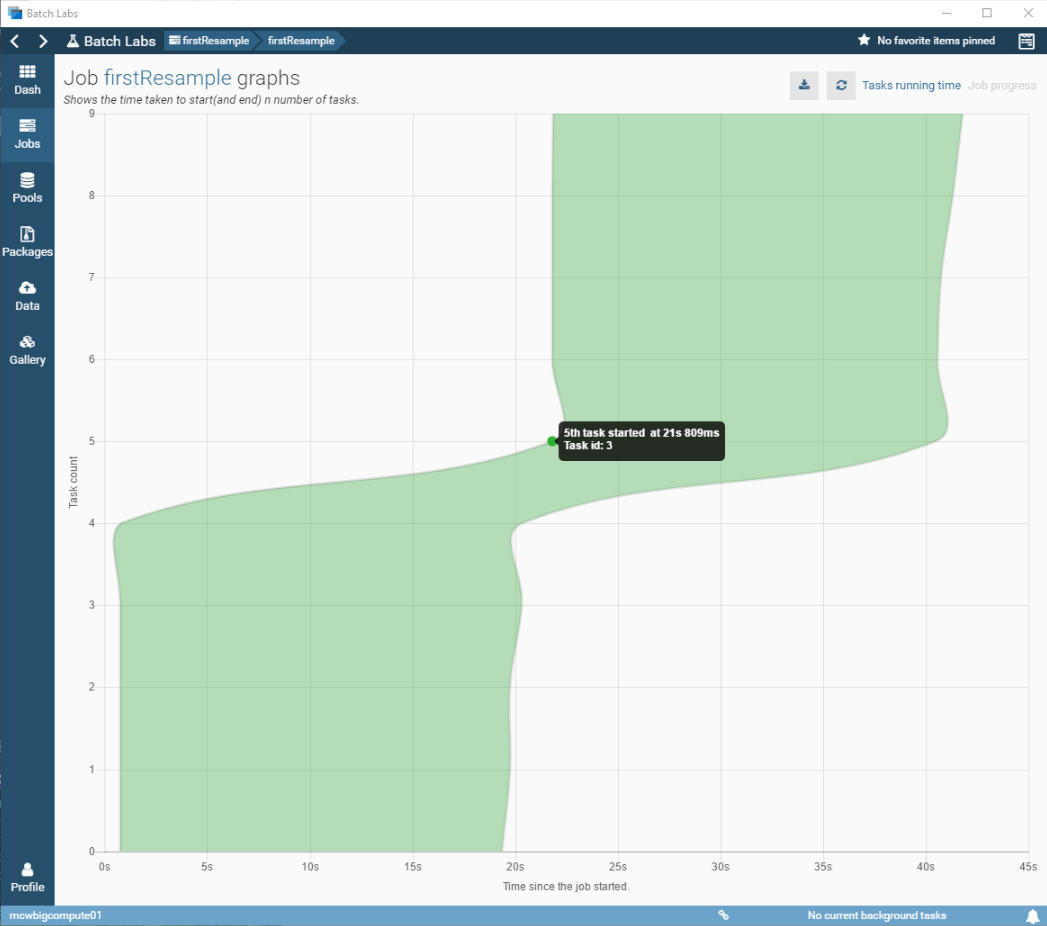 Batch Labs
Batch Labs firstResample firstResample No favorite items pinned
Job firstResample graphs
Shows the time taken to start(and end) n number of tasks.
Tasks running time Job progress
Dash
Jobs
Pools
Packages
Data
Gallery
Profile
9
8
7
6
5
4
3
2
1
0
Task count
5th task started at 21s 809ms
Task id: 3
0s 5s 10s 15s 20s 25s 30s 35s 40s 45s
Time since the job started.
mcwbigcompute01 No current background tasks